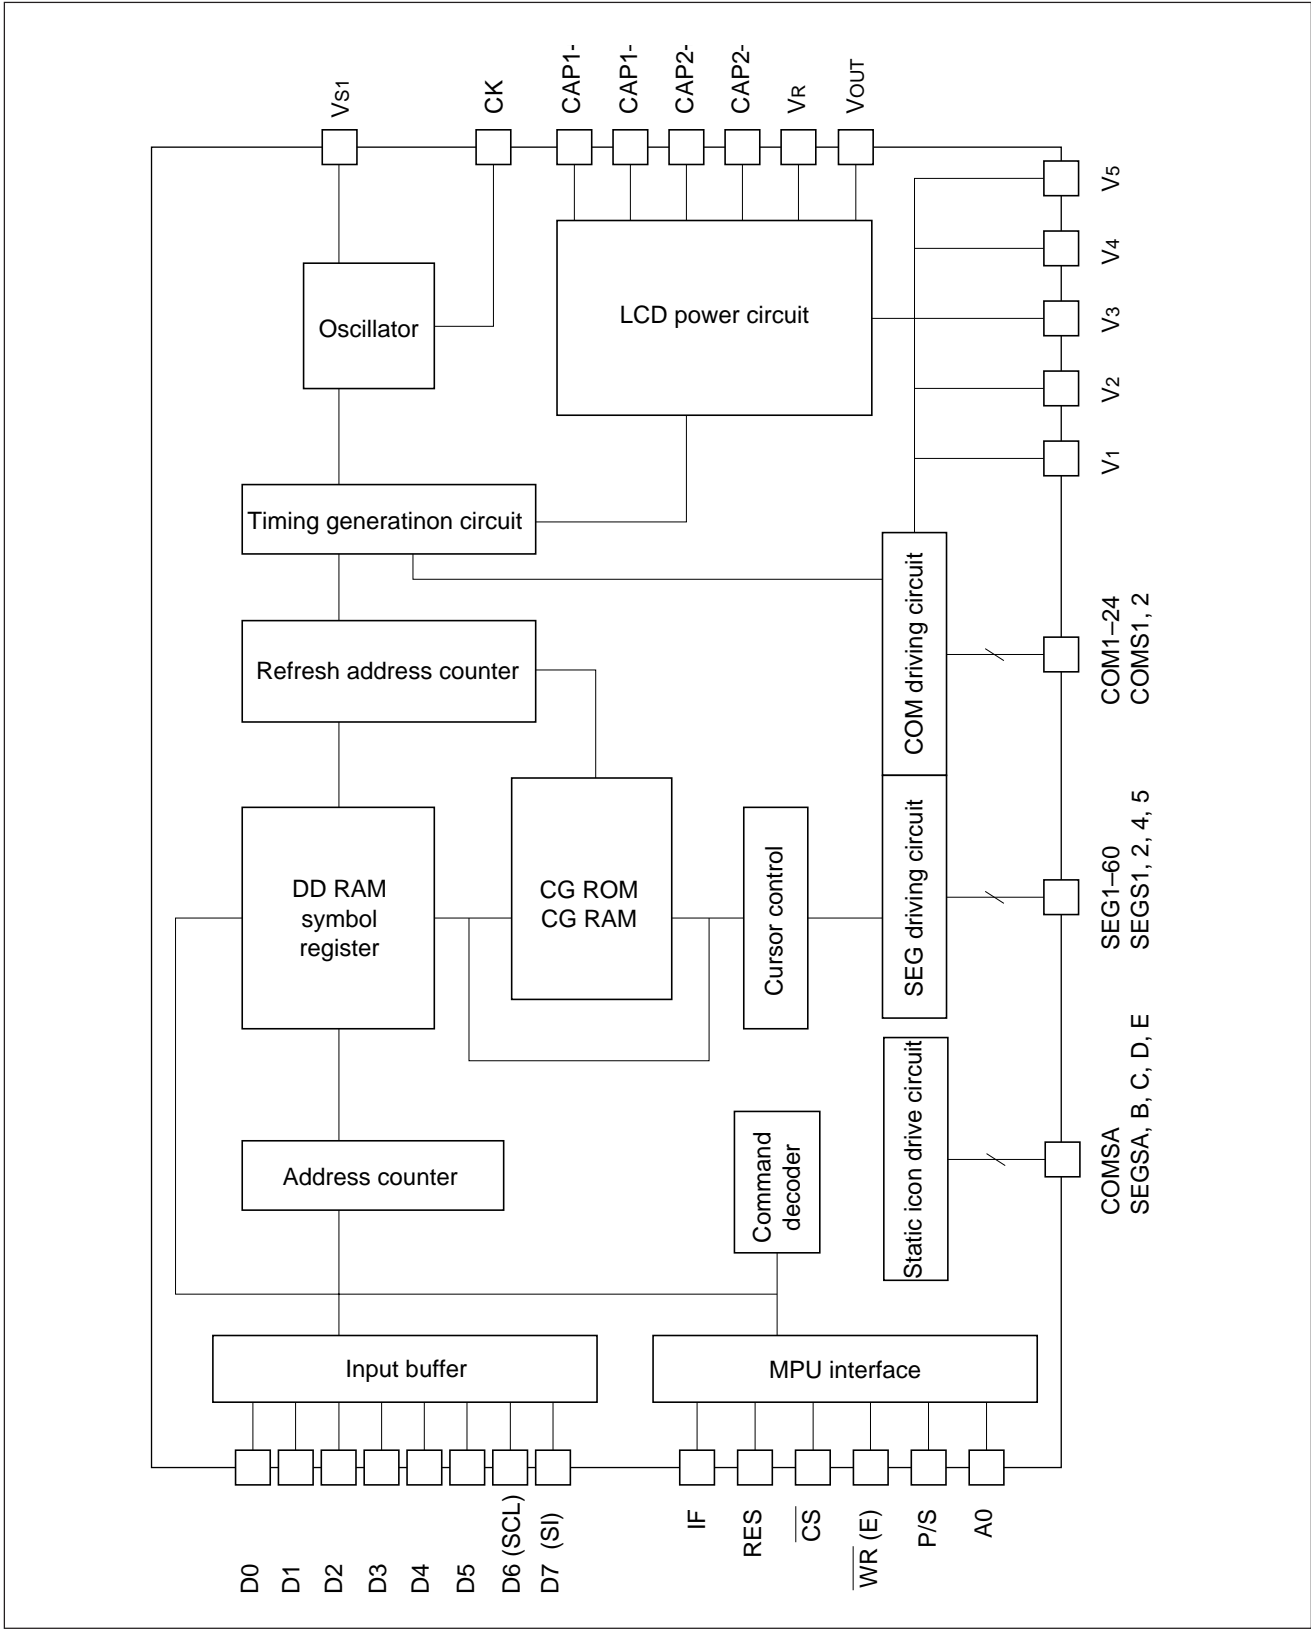 VS1
CK
CAP1-
CAP1-
CAP2-
CAP2-
VR
VOUT
V5
V4
V3
V2
V1
Oscillator
LCD power circuit
Timing generatinon circuit
Refresh address counter
COM driving circuit
COM1–24
COMS1, 2
DD RAM
symbol
register
CG ROM
CG RAM
Cursor control
SEG driving circuit
SEG1–60
SEGS1, 2, 4, 5
Address counter
Command
decoder
Static icon drive circuit
COMSA
SEGSA, B, C, D, E
Input buffer
MPU interface
D0
D1
D2
D3
D4
D5
D6 (SCL)
D7 (SI)
IF
RES
CS
WR (E)
P/S
A0